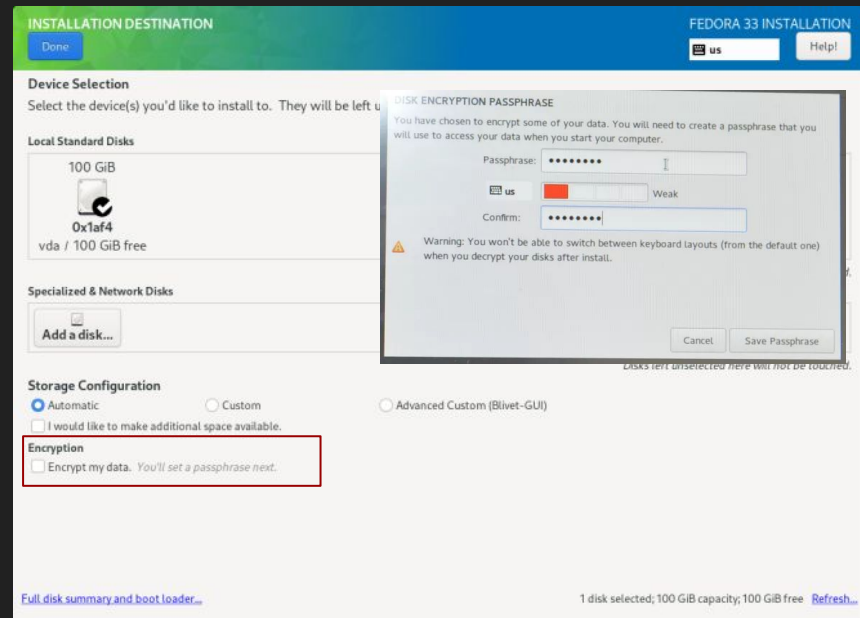 INSTALLATION DESTINATION
FEDORA 33 INSTALLATION
Done
us
Help!
Device Selection
Select the device(s) you'd like to install to. They will be left
Local Standard Disks
100 GiB
0x1af4
vda / 100 GiB free
DISK ENCRYPTION PASSPHRASE
You have chosen to encrypt some of your data. You will need to create a passphrase that you
will use to access your data when you start your computer.
Passphrase: ••••••••
us
Weak
Confirm: ••••••••
Warning: You won't be able to switch between keyboard layouts (from the default one)
when you decrypt your disks after install.
Cancel
Save Passphrase
Specialized & Network Disks
Add a disk...
Disks left unselected here will not be touched.
Storage Configuration
Automatic
Custom
Advanced Custom (Blivet-GUI)
I would like to make additional space available.
Encryption
Encrypt my data. You'll set a passphrase next.
Full disk summary and boot loader...
1 disk selected; 100 GiB capacity; 100 GiB free Refresh...